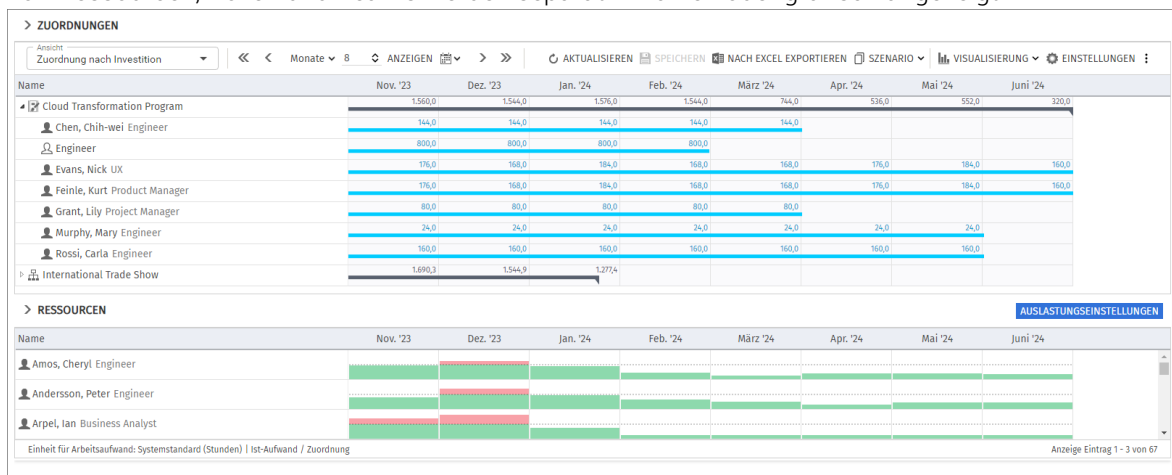 > ZUORDNUNGEN
Ansicht
Zuordnung nach Investition
Monate 8 ANZEIGEN AKTUALISIEREN SPEICHERN NACH EXCEL EXPORTIEREN SZENARIO VISUALISIERUNG EINSTELLUNGEN
Name Nov. '23 Dez. '23 Jan. '24 Feb. '24 März '24 Apr. '24 Mai '24 Juni '24
Cloud Transformation Program 1.560,0 1.544,0 1.576,0 1.544,0 744,0 536,0 552,0 320,0
Chen, Chih-wei Engineer 144,0 144,0 144,0 144,0 144,0
Engineer 800,0 800,0 800,0 800,0
Evans, Nick UX 176,0 168,0 184,0 168,0 168,0 176,0 184,0 160,0
Feinle, Kurt Product Manager 176,0 168,0 184,0 168,0 168,0 176,0 184,0 160,0
Grant, Lily Project Manager 80,0 80,0 80,0 80,0 80,0
Murphy, Mary Engineer 24,0 24,0 24,0 24,0 24,0 24,0 24,0
Rossi, Carla Engineer 160,0 160,0 160,0 160,0 160,0 160,0 160,0
International Trade Show 1.690,3 1.544,9 1.277,4
> RESSOURCEN AUSLASTUNGSEINSTELLUNGEN
Name Nov. '23 Dez. '23 Jan. '24 Feb. '24 März '24 Apr. '24 Mai '24 Juni '24
Amos, Cheryl Engineer
Andersson, Peter Engineer
Arpel, Ian Business Analyst
Einheit für Arbeitsaufwand: Systemstandard (Stunden) | Ist-Aufwand / Zuordnung Anzeige Eintrag 1 - 3 von 67